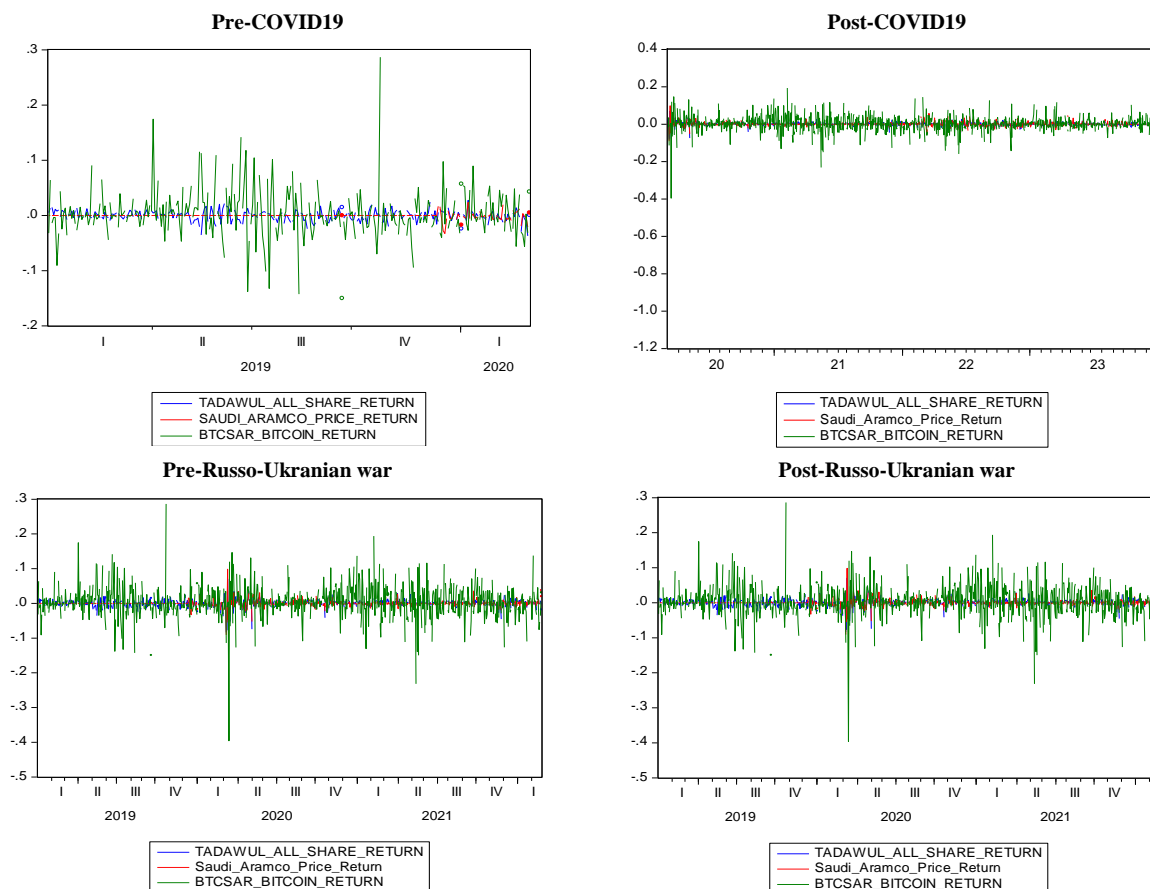 Pre-COVID19
.3
.2
.1
.0
-.1
-.2
I II III IV I
2019 2020
TADAWUL_ALL_SHARE_RETURN
SAUDI_ARAMCO_PRICE_RETURN
BTCSAR_BITCOIN_RETURN
Post-COVID19
0.4
0.2
0.0
-0.2
-0.4
-0.6
-0.8
-1.0
-1.2
20 21 22 23
TADAWUL_ALL_SHARE_RETURN
Saudi_Aramco_Price_Return
BTCSAR_BITCOIN_RETURN
Pre-Russo-Ukranian war
.3
.2
.1
.0
-.1
-.2
-.3
-.4
-.5
I II III IV I II III IV I II III IV I
2019 2020 2021
TADAWUL_ALL_SHARE_RETURN
Saudi_Aramco_Price_Return
BTCSAR_BITCOIN_RETURN
Post-Russo-Ukranian war
.3
.2
.1
.0
-.1
-.2
-.3
-.4
-.5
I II III IV I II III IV I II III IV
2019 2020 2021
TADAWUL_ALL_SHARE_RETURN
Saudi_Aramco_Price_Return
BTCSAR_BITCOIN_RETURN